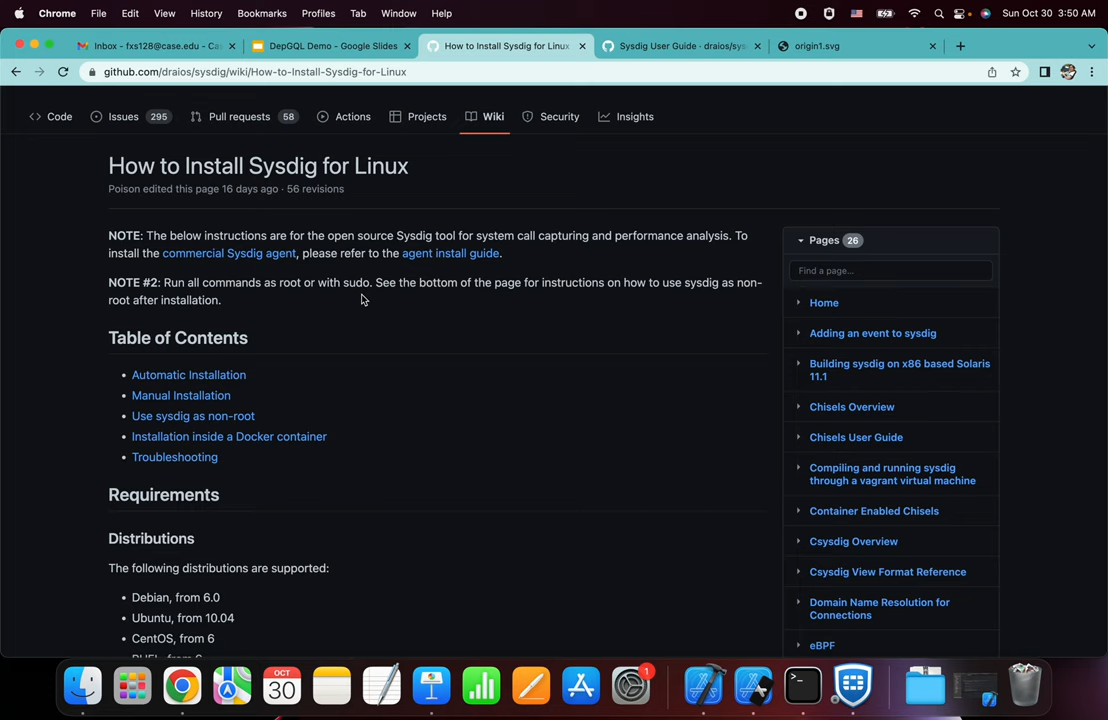 Chrome File Edit View History Bookmarks Profiles Tab Window Help Sun Oct 30 3:50 AM
Inbox - fxs128@case.edu - Ca DepGQL Demo - Google Slides How to Install Sysdig for Linux Sysdig User Guide · draios/sys origin1.svg
github.com/draios/sysdig/wiki/How-to-Install-Sysdig-for-Linux
Code Issues 295 Pull requests 58 Actions Projects Wiki Security Insights
How to Install Sysdig for Linux
Poison edited this page 16 days ago · 56 revisions
NOTE: The below instructions are for the open source Sysdig tool for system call capturing and performance analysis. To
install the commercial Sysdig agent, please refer to the agent install guide.
NOTE #2: Run all commands as root or with sudo. See the bottom of the page for instructions on how to use sysdig as non-
root after installation.
Table of Contents
• Automatic Installation
• Manual Installation
• Use sysdig as non-root
• Installation inside a Docker container
• Troubleshooting
Requirements
Distributions
The following distributions are supported:
• Debian, from 6.0
• Ubuntu, from 10.04
• CentOS, from 6
Pages 26
Find a page...
Home
Adding an event to sysdig
Building sysdig on x86 based Solaris
11.1
Chisels Overview
Chisels User Guide
Compiling and running sysdig
through a vagrant virtual machine
Container Enabled Chisels
Csysdig Overview
Csysdig View Format Reference
Domain Name Resolution for
Connections
eBPF
OCT
30
1